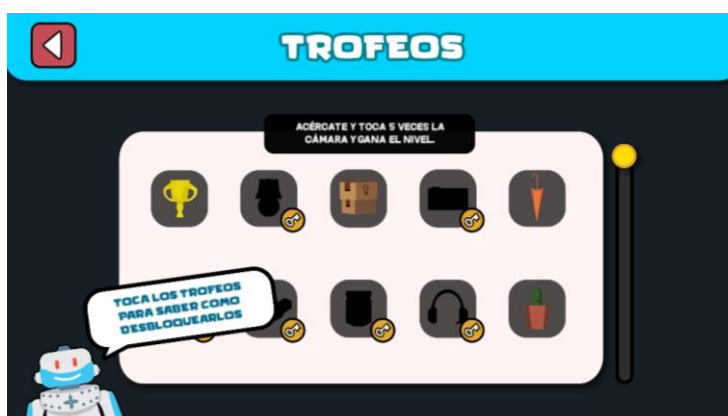 TROFEOS
ACÉRCATE Y TOCA 5 VECES LA
CÁMARA Y GANA EL NIVEL.
TOCA LOS TROFEOS
PARA SABER COMO
DESBLOQUEARLOS